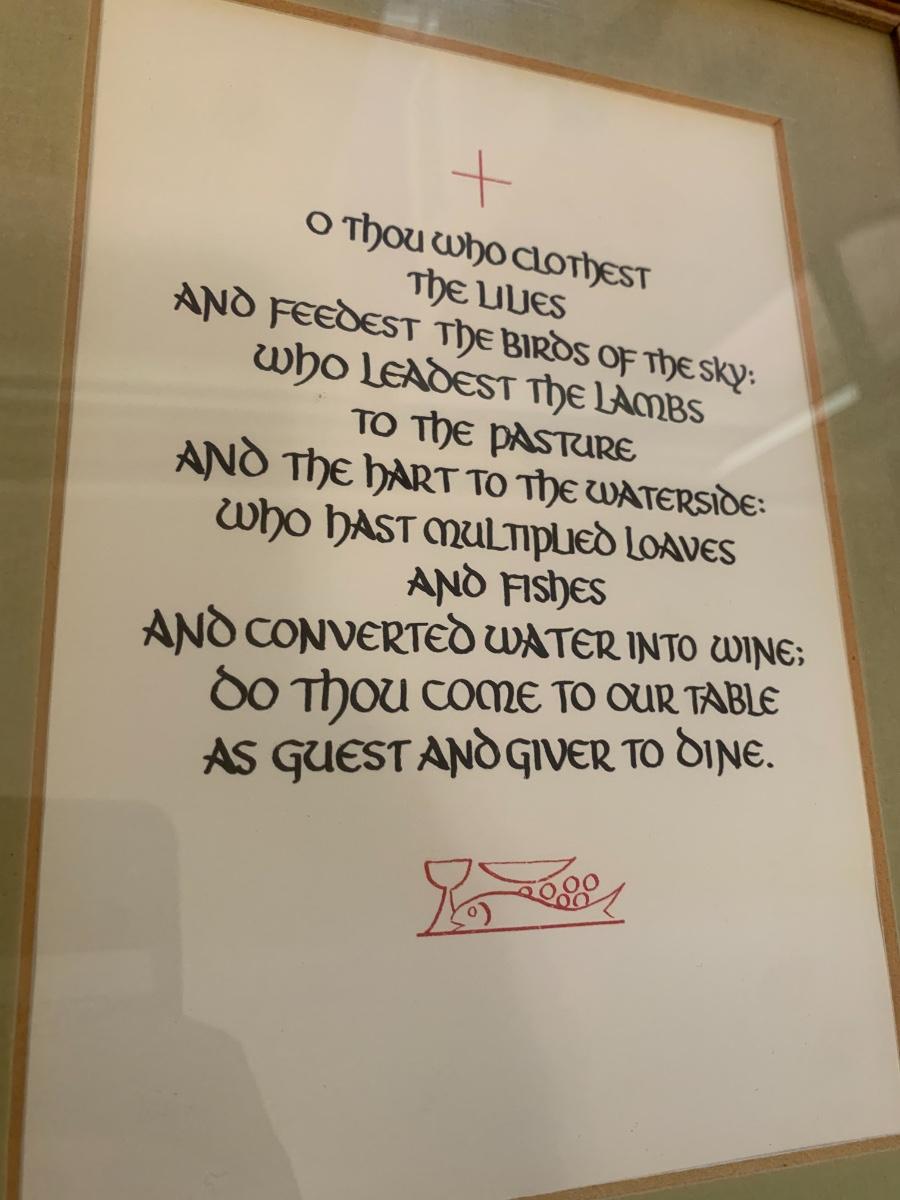 O THOU WHO CLOTHEST
THE LILIES
AND FEEDEST THE BIRDS OF THE SKY:
WHO LEADEST THE LAMBS
TO THE PASTURE
AND THE HART TO THE WATERSIDE:
WHO HAST MULTIPLIED LOAVES
AND FISHES
AND CONVERTED WATER INTO WINE;
DO THOU COME TO OUR TABLE
AS GUEST AND GIVER TO DINE.